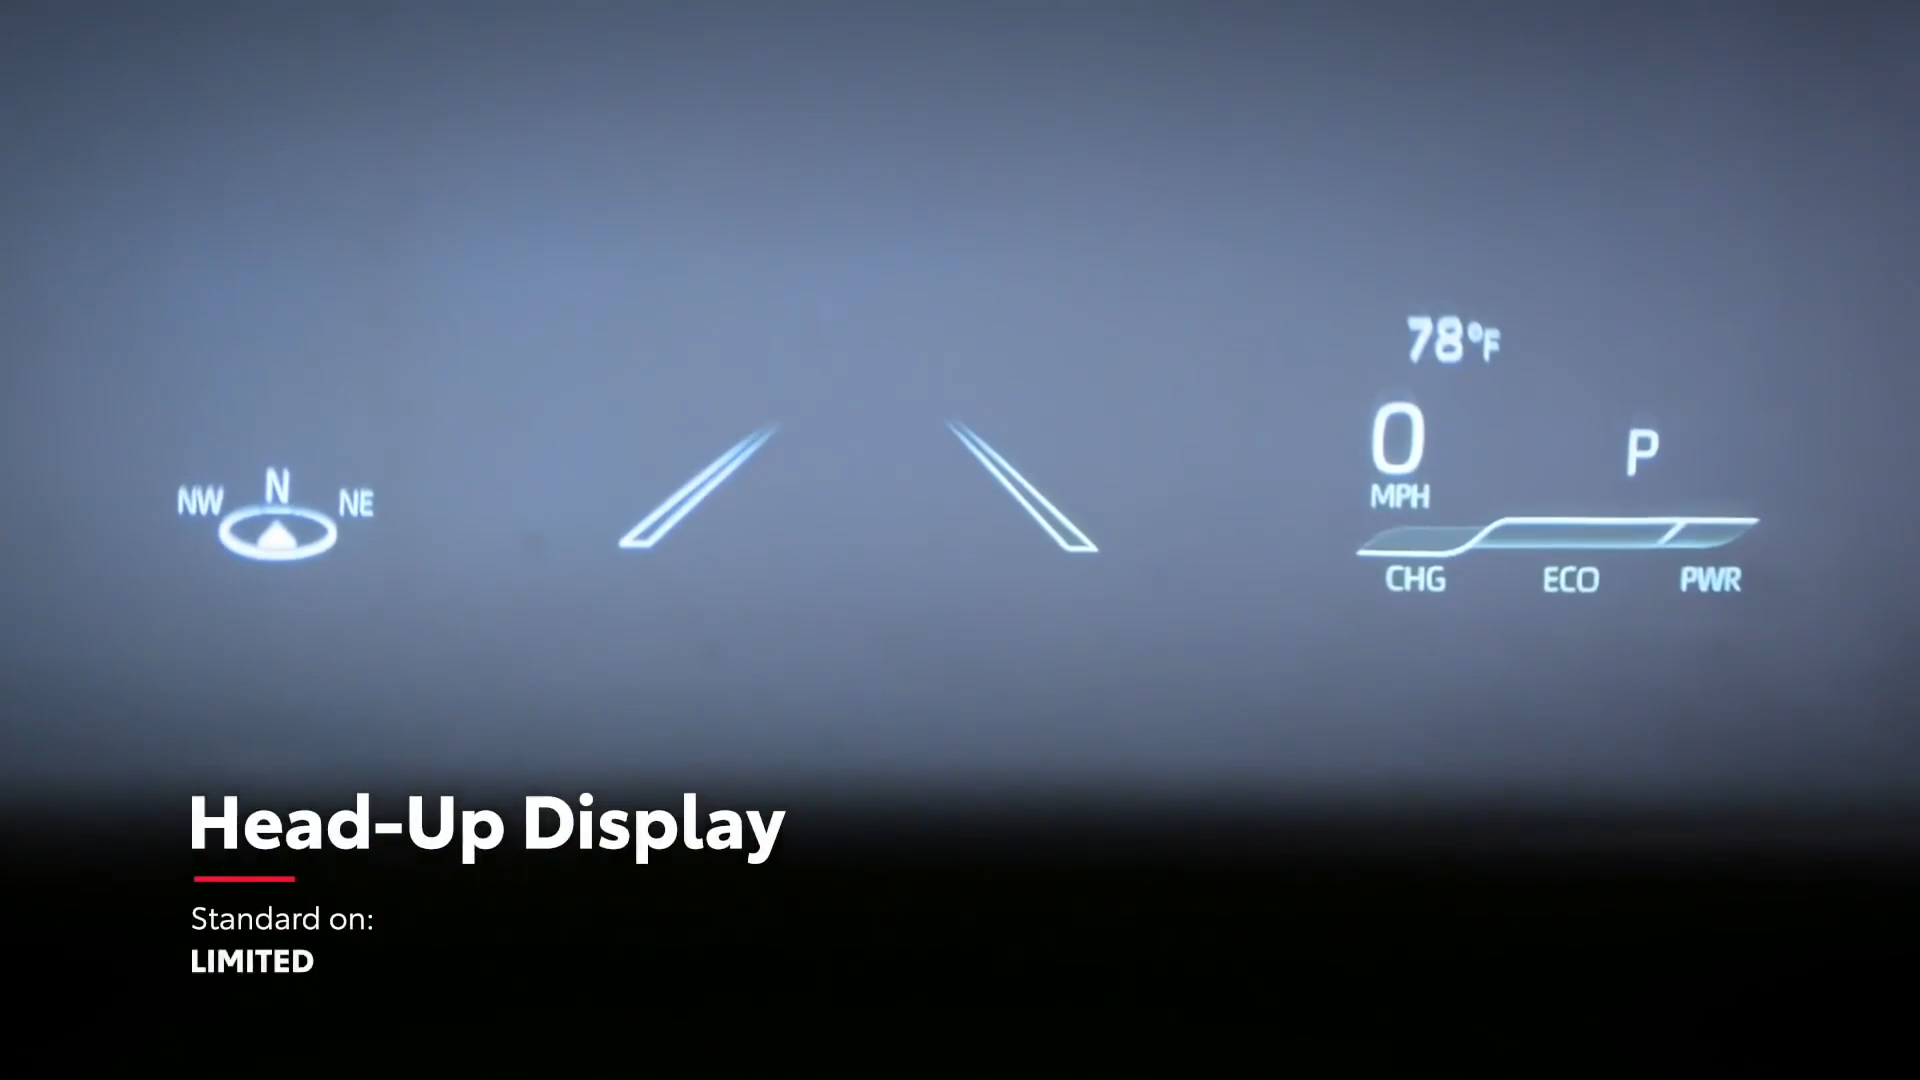 78°F
0
P
MPH
NW N NE
CHG ECO PWR
Head-Up Display
Standard on:
LIMITED